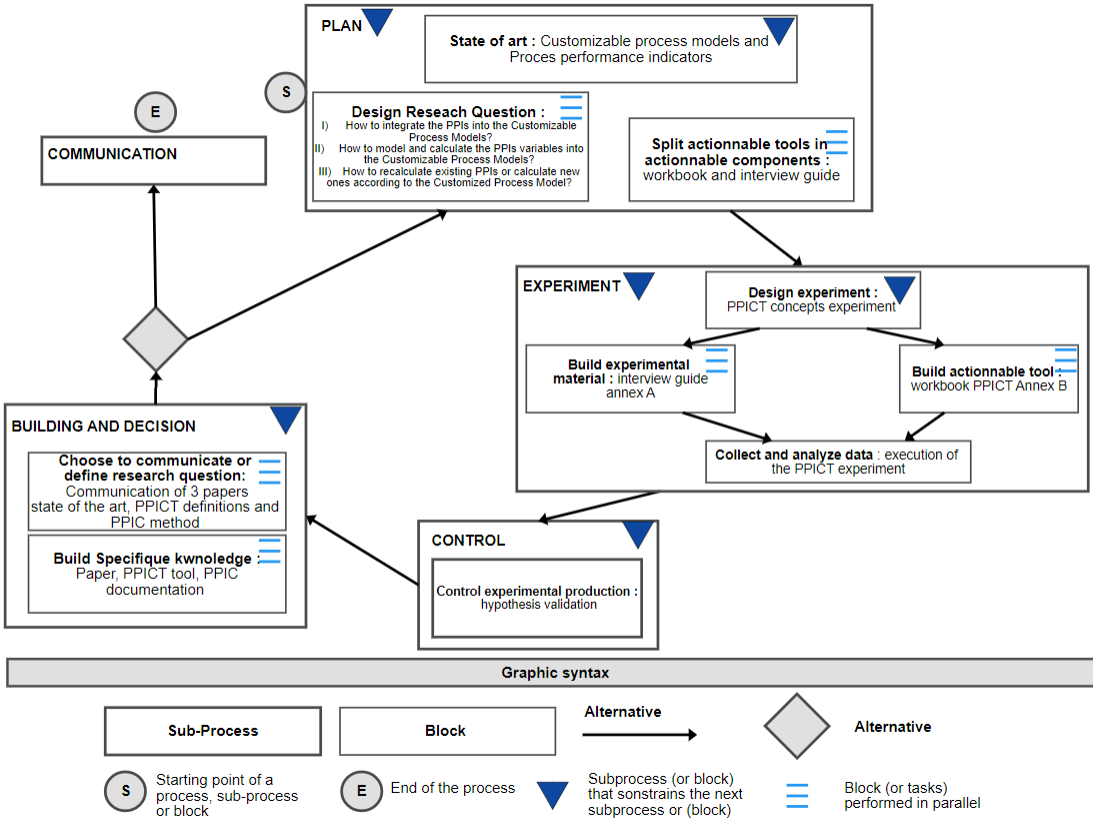 PLAN
State of art : Customizable process models and
Proces performance indicators
S
E
Design Reseach Question :
I) How to integrate the PPIs into the Customizable
Process Models?
II) How to model and calculate the PPIs variables into
the Customizable Process Models?
III) How to recalculate existing PPIs or calculate new
ones according to the Customized Process Model?
Split actionnable tools in
actionnable components :
workbook and interview guide
COMMUNICATION
EXPERIMENT
Design experiment :
PPICT concepts experiment
Build experimental
material : interview guide
annex A
Build actionnable tool :
workbook PPICT Annex B
Collect and analyze data : execution of
the PPICT experiment
BUILDING AND DECISION
Choose to communicate or
define research question:
Communication of 3 papers
state of the art, PPICT definitions and
PPIC method
Build Specifique kwnoledge :
Paper, PPICT tool, PPIC
documentation
CONTROL
Control experimental production :
hypothesis validation
Graphic syntax
Sub-Process
Block
Alternative
Alternative
S
Starting point of a
process, sub-process
or block
E
End of the process
Subprocess (or block)
that sonstrains the next
subprocess or (block)
Block (or tasks)
performed in parallel